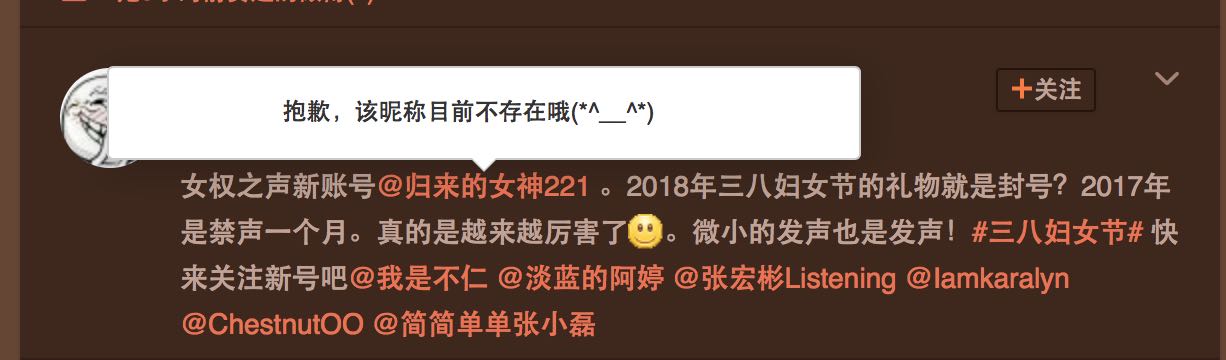 抱歉，该昵称目前不存在哦(*^__^*)
+关注
女权之声新账号@归来的女神221 。2018年三八妇女节的礼物就是封号？2017年
是禁声一个月。真的是越来越厉害了。微小的发声也是发声！#三八妇女节# 快
来关注新号吧@我是不仁 @淡蓝的阿婷 @张宏彬Listening @Iamkaralyn
@ChestnutOO @简简单单张小磊